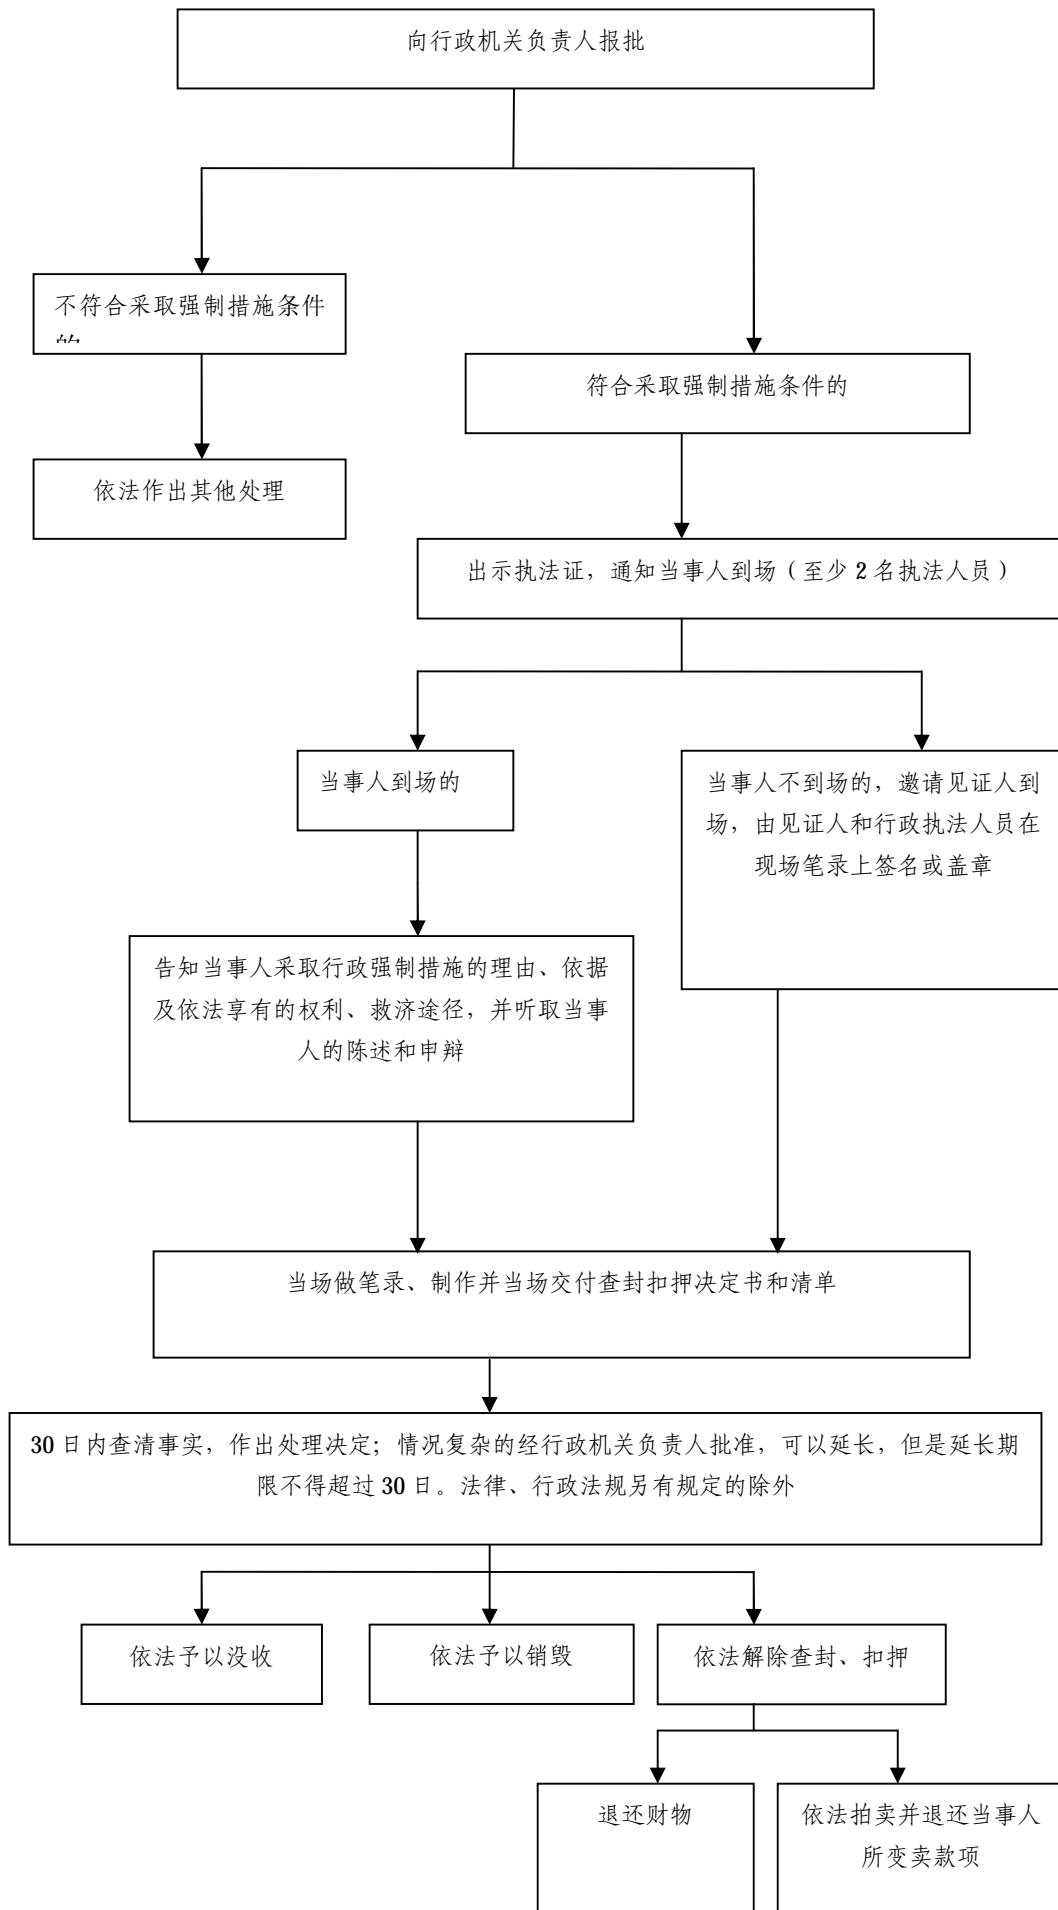 向行政机关负责人报批
不符合采取强制措施条件
的
符合采取强制措施条件的
依法作出其他处理
出示执法证，通知当事人到场（至少 2 名执法人员）
当事人到场的
当事人不到场的，邀请见证人到
场，由见证人和行政执法人员在
现场笔录上签名或盖章
告知当事人采取行政强制措施的理由、依据
及依法享有的权利、救济途径，并听取当事
人的陈述和申辩
当场做笔录、制作并当场交付查封扣押决定书和清单
30 日内查清事实，作出处理决定；情况复杂的经行政机关负责人批准，可以延长，但是延长期
限不得超过 30 日。法律、行政法规另有规定的除外
依法予以没收
依法予以销毁
依法解除查封、扣押
退还财物
依法拍卖并退还当事人
所变卖款项